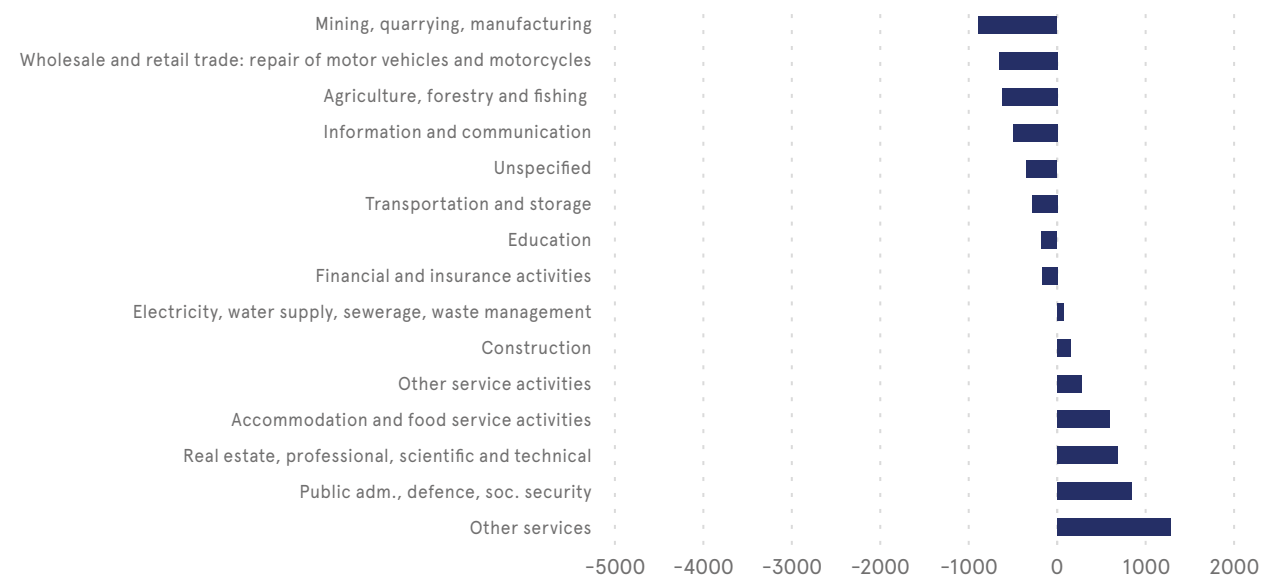 Mining, quarrying, manufacturing
Wholesale and retail trade: repair of motor vehicles and motorcycles
Agriculture, forestry and fishing
Information and communication
Unspecified
Transportation and storage
Education
Financial and insurance activities
Electricity, water supply, sewerage, waste management
Construction
Other service activities
Accommodation and food service activities
Real estate, professional, scientific and technical
Public adm., defence, soc. security
Other services
-5000 -4000 -3000 -2000 -1000 0 1000 2000